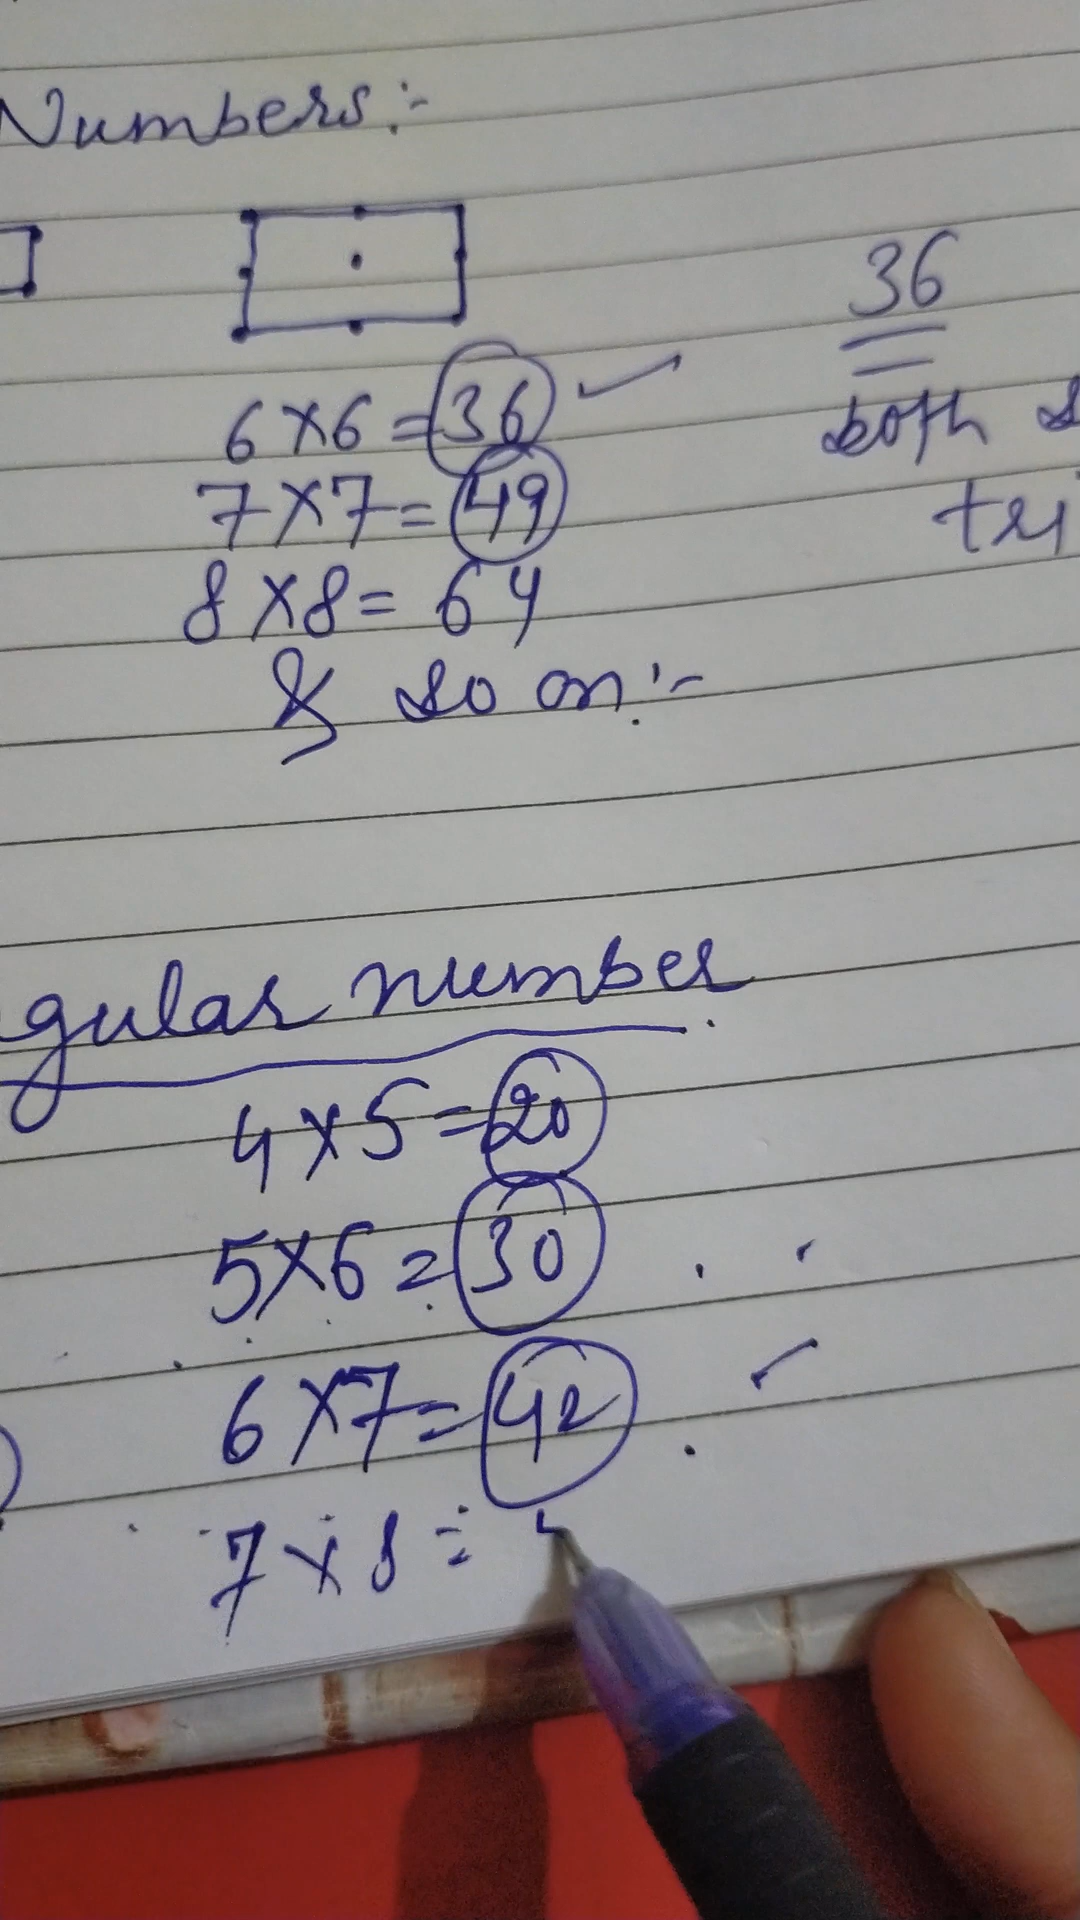 Numbers:-
36
6×6=36
both
7×7=49
tri
8×8= 64
& so on:-
gular number
4×5=20
5×6=30
6×7=42
7×8=